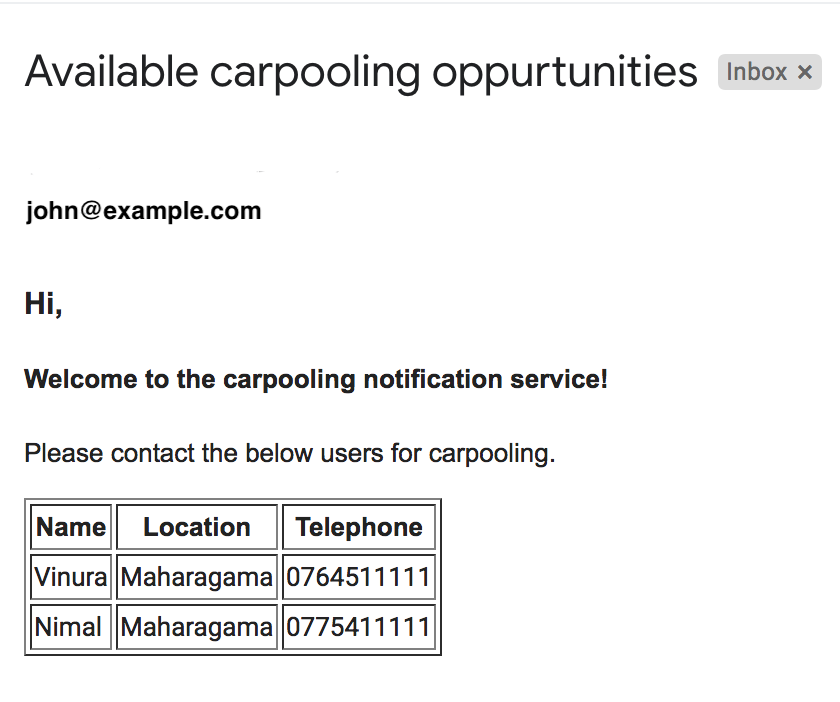 Available carpooling oppurtunities Inbox ×
john@example.com
Hi,
Welcome to the carpooling notification service!
Please contact the below users for carpooling.
Name Location Telephone
Vinura Maharagama 0764511111
Nimal Maharagama 0775411111